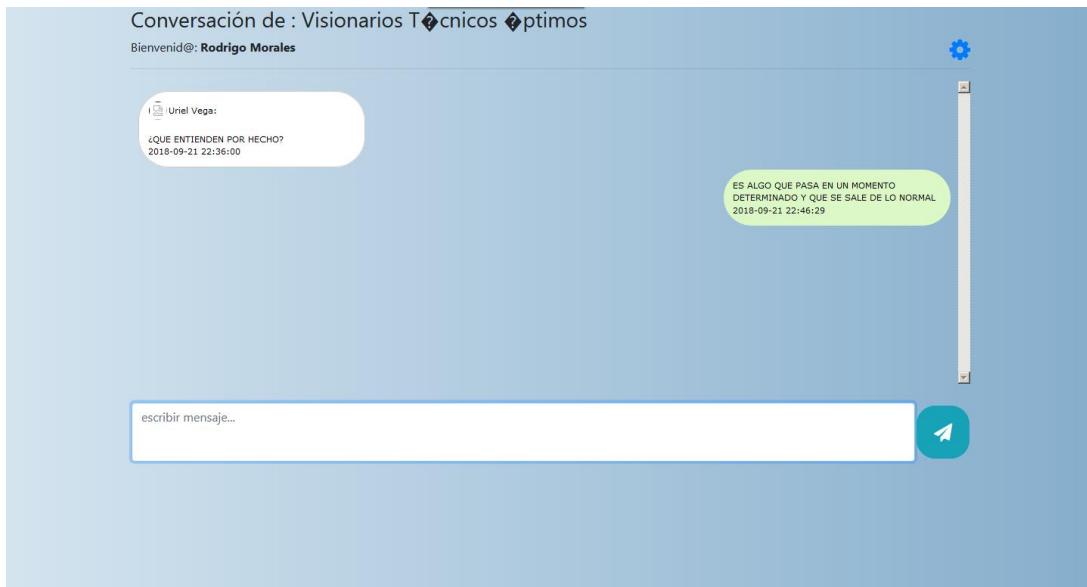 Conversación de : Visionarios T�cnicos �ptimos
Bienvenid@: Rodrigo Morales
Uriel Vega:
¿QUE ENTIENDEN POR HECHO?
2018-09-21 22:36:00
ES ALGO QUE PASA EN UN MOMENTO
DETERMINADO Y QUE SE SALE DE LO NORMAL
2018-09-21 22:46:29
escribir mensaje...